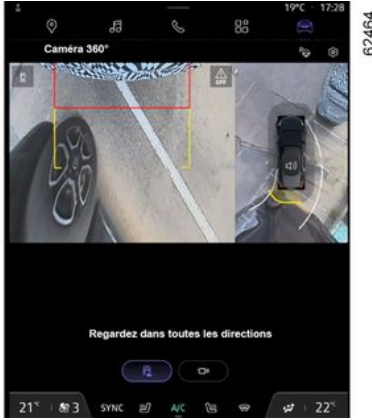 19°C · 17:28
Caméra 360°
OFF
Regardez dans toutes les directions
21°C
3
SYNC
A/C
22°C
62464